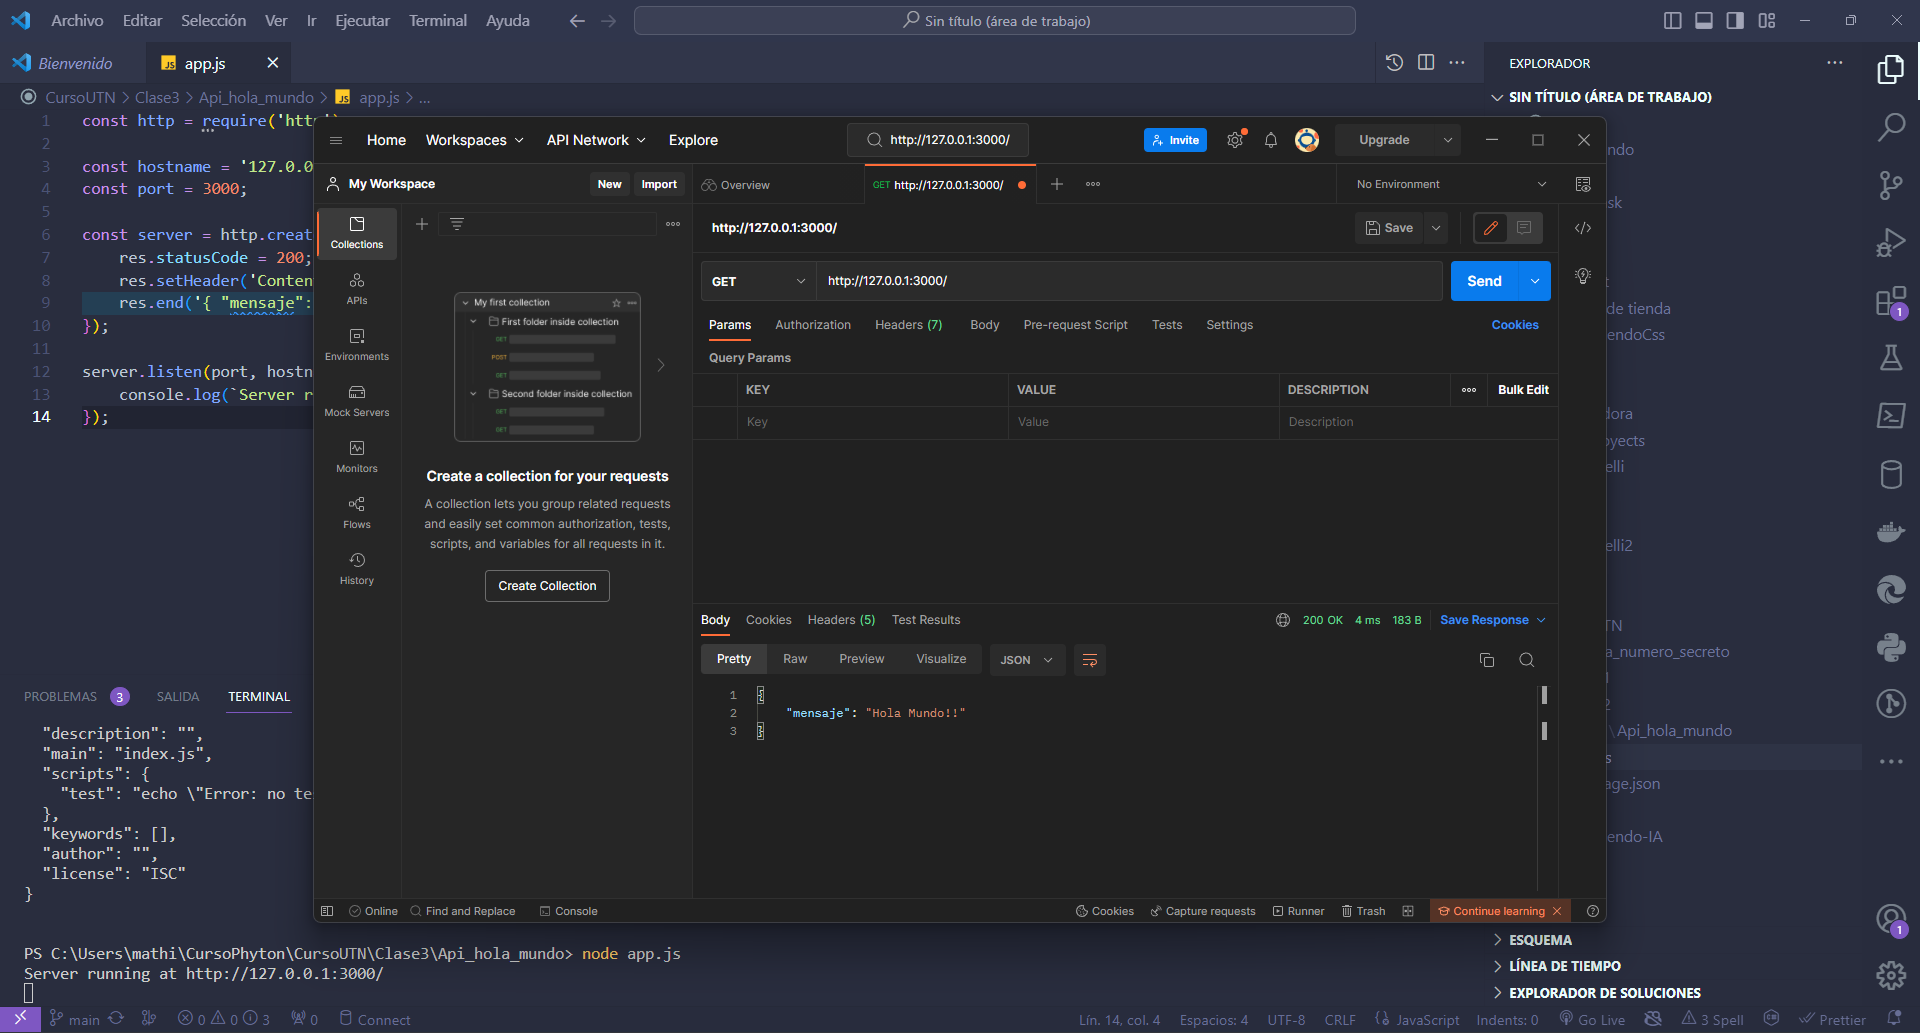 Archivo Editar Selección Ver Ir Ejecutar Terminal Ayuda
Sin título (área de trabajo)
Bienvenido
app.js
CursoUTN > Clase3 > Api_hola_mundo > JS app.js > ...
1 const http = require('http')
2
3 const hostname = '127.0.0
4 const port = 3000;
5
6 const server = http.creat
7 res.statusCode = 200;
8 res.setHeader('Conten
9 res.end('{ "mensaje":
10 });
11
12 server.listen(port, hostn
13 console.log(`Server r
14 });
PROBLEMAS 3 SALIDA TERMINAL
"description": "",
"main": "index.js",
"scripts": {
"test": "echo \"Error: no te
},
"keywords": [],
"author": "",
"license": "ISC"
}
PS C:\Users\mathi\CursoPhyton\CursoUTN\Clase3\Api_hola_mundo> node app.js
Server running at http://127.0.0.1:3000/
Home Workspaces API Network Explore
http://127.0.0.1:3000/
Invite
Upgrade
My Workspace
New Import
Overview
GET http://127.0.0.1:3000/
No Environment
Collections
APIs
Environments
Mock Servers
Monitors
Flows
History
My first collection
First folder inside collection
GET
POST
GET
Second folder inside collection
GET
GET
Create a collection for your requests
A collection lets you group related requests
and easily set common authorization, tests,
scripts, and variables for all requests in it.
Create Collection
http://127.0.0.1:3000/
Save
GET
http://127.0.0.1:3000/
Send
Params Authorization Headers (7) Body Pre-request Script Tests Settings
Cookies
Query Params
KEY VALUE DESCRIPTION
Bulk Edit
Key Value Description
Body Cookies Headers (5) Test Results
200 OK 4 ms 183 B Save Response
Pretty Raw Preview Visualize JSON
1 {
2 "mensaje": "Hola Mundo!!"
3 }
Online Find and Replace Console
Cookies Capture requests Runner Trash
Continue learning
EXPLORADOR
SIN TÍTULO (ÁREA DE TRABAJO)
ndo
sk
t
de tienda
endoCss
dora
oyects
elli
elli2
TN
a_numero_secreto
2
\ Api_hola_mundo
s
age.json
endo-IA
ESQUEMA
LÍNEA DE TIEMPO
EXPLORADOR DE SOLUCIONES
1
1
main
0 0 3
0
Connect
Lín. 14, col. 4 Espacios: 4 UTF-8 CRLF JavaScript Indents: 0 Go Live 3 Spell Prettier